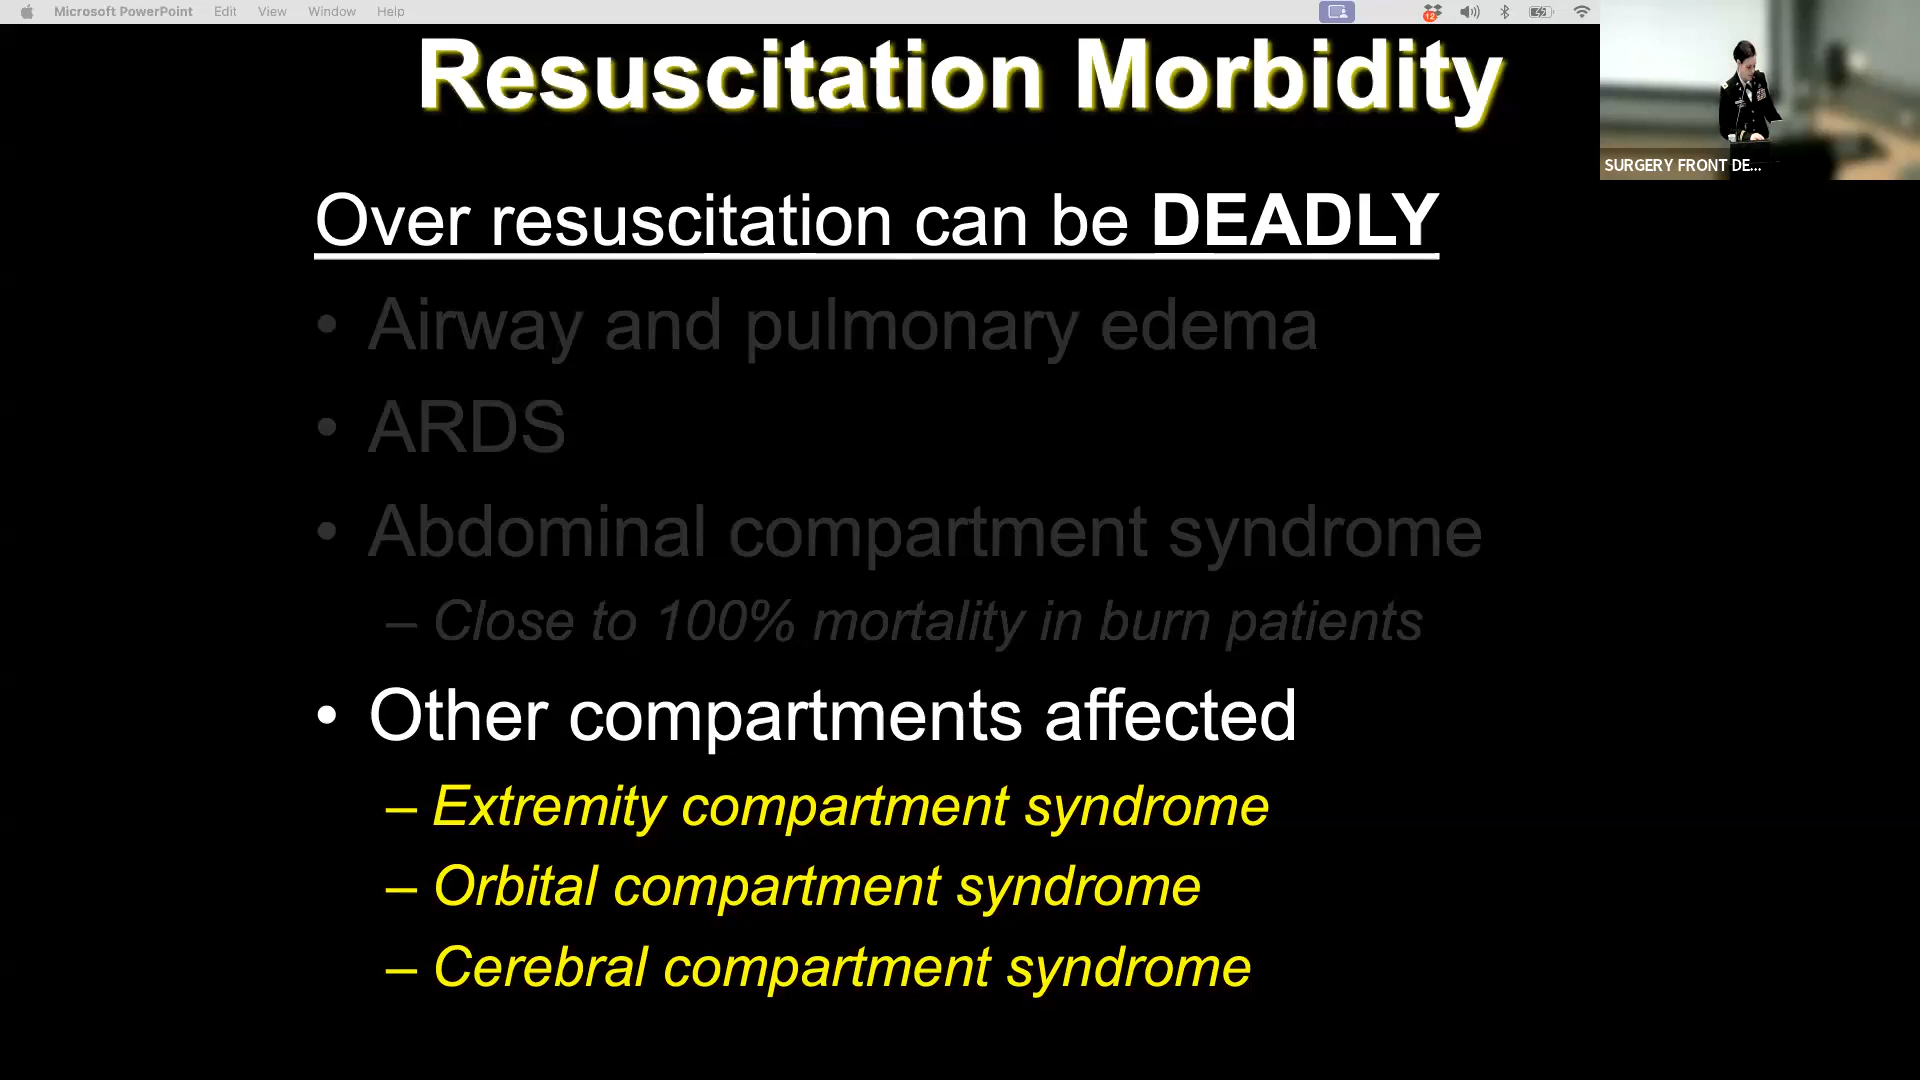 Microsoft PowerPoint Edit View Window Help
12
Resuscitation Morbidity
SURGERY FRONT DE...
Over resuscitation can be DEADLY
• Airway and pulmonary edema
• ARDS
• Abdominal compartment syndrome
– Close to 100% mortality in burn patients
• Other compartments affected
– Extremity compartment syndrome
– Orbital compartment syndrome
– Cerebral compartment syndrome